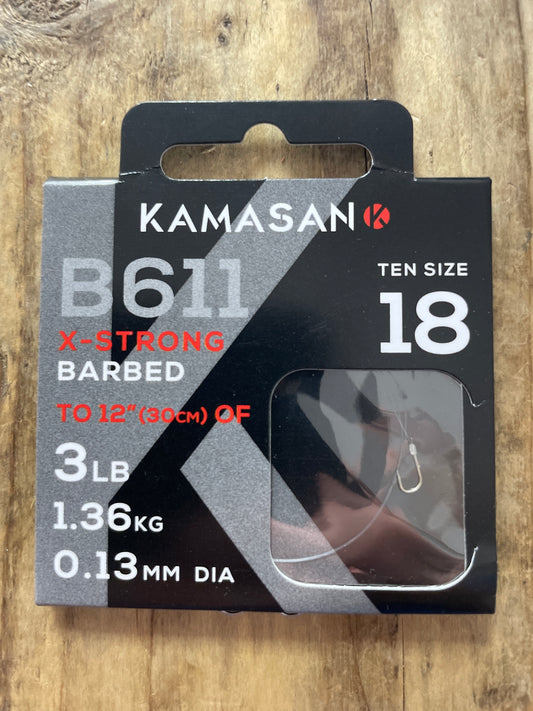 KAMASAN K
B611
X-STRONG
BARBED
TEN SIZE
18
TO 12" (30CM) OF
3LB
1.36KG
0.13MM DIA